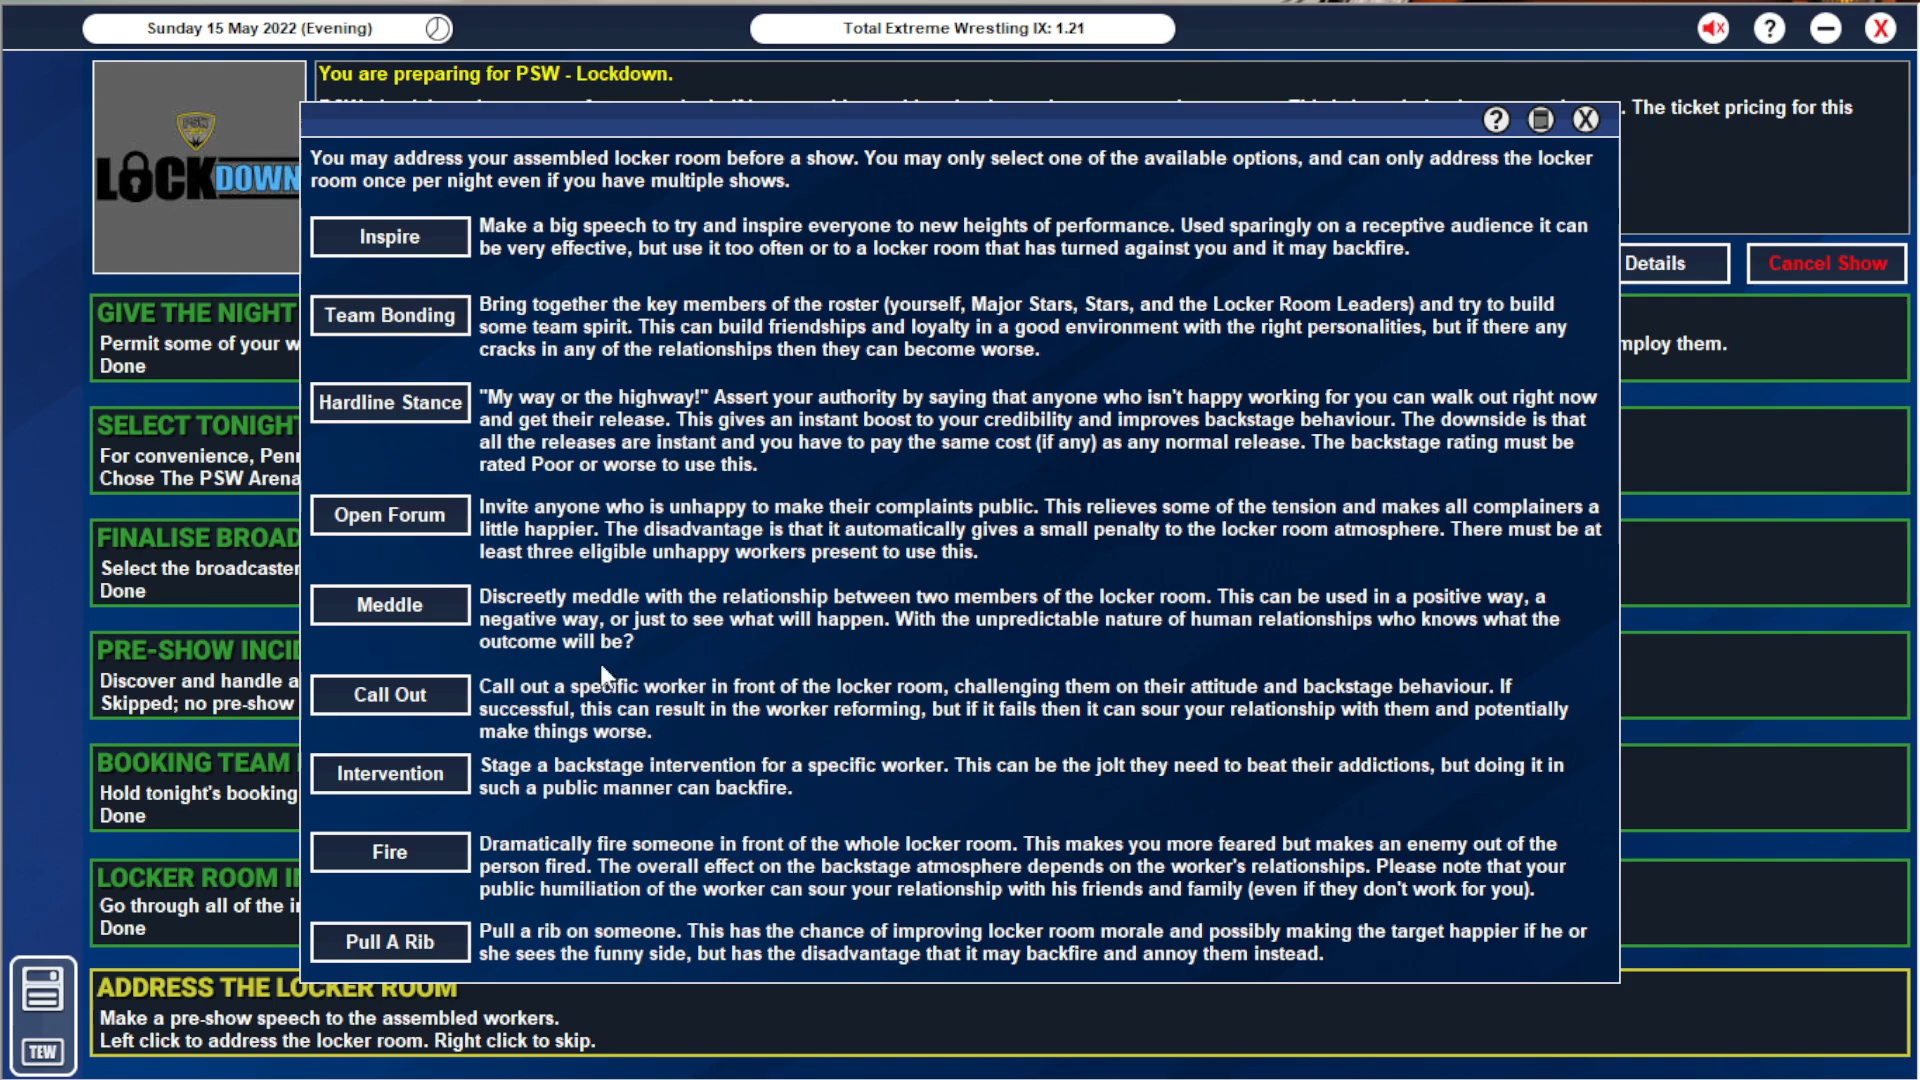 Sunday 15 May 2022 (Evening)
Total Extreme Wrestling IX: 1.21
PSW
LOCKDOWN
You are preparing for PSW - Lockdown.
. The ticket pricing for this
You may address your assembled locker room before a show. You may only select one of the available options, and can only address the locker
room once per night even if you have multiple shows.
Inspire
Make a big speech to try and inspire everyone to new heights of performance. Used sparingly on a receptive audience it can
be very effective, but use it too often or to a locker room that has turned against you and it may backfire.
Details
Cancel Show
Team Bonding
Bring together the key members of the roster (yourself, Major Stars, Stars, and the Locker Room Leaders) and try to build
some team spirit. This can build friendships and loyalty in a good environment with the right personalities, but if there any
cracks in any of the relationships then they can become worse.
GIVE THE NIGHT
Permit some of your w
Done
mploy them.
Hardline Stance
"My way or the highway!" Assert your authority by saying that anyone who isn't happy working for you can walk out right now
and get their release. This gives an instant boost to your credibility and improves backstage behaviour. The downside is that
all the releases are instant and you have to pay the same cost (if any) as any normal release. The backstage rating must be
rated Poor or worse to use this.
SELECT TONIGHT
For convenience, Penn
Chose The PSW Arena
Open Forum
Invite anyone who is unhappy to make their complaints public. This relieves some of the tension and makes all complainers a
little happier. The disadvantage is that it automatically gives a small penalty to the locker room atmosphere. There must be at
least three eligible unhappy workers present to use this.
FINALISE BROAD
Select the broadcaster
Done
Meddle
Discreetly meddle with the relationship between two members of the locker room. This can be used in a positive way, a
negative way, or just to see what will happen. With the unpredictable nature of human relationships who knows what the
outcome will be?
PRE-SHOW INCI
Discover and handle a
Skipped; no pre-show
Call Out
Call out a specific worker in front of the locker room, challenging them on their attitude and backstage behaviour. If
successful, this can result in the worker reforming, but if it fails then it can sour your relationship with them and potentially
make things worse.
BOOKING TEAM
Hold tonight's booking
Done
Intervention
Stage a backstage intervention for a specific worker. This can be the jolt they need to beat their addictions, but doing it in
such a public manner can backfire.
Fire
Dramatically fire someone in front of the whole locker room. This makes you more feared but makes an enemy out of the
person fired. The overall effect on the backstage atmosphere depends on the worker's relationships. Please note that your
public humiliation of the worker can sour your relationship with his friends and family (even if they don't work for you).
LOCKER ROOM I
Go through all of the i
Done
Pull A Rib
Pull a rib on someone. This has the chance of improving locker room morale and possibly making the target happier if he or
she sees the funny side, but has the disadvantage that it may backfire and annoy them instead.
ADDRESS THE LOCKER ROOM
Make a pre-show speech to the assembled workers.
Left click to address the locker room. Right click to skip.
TEW